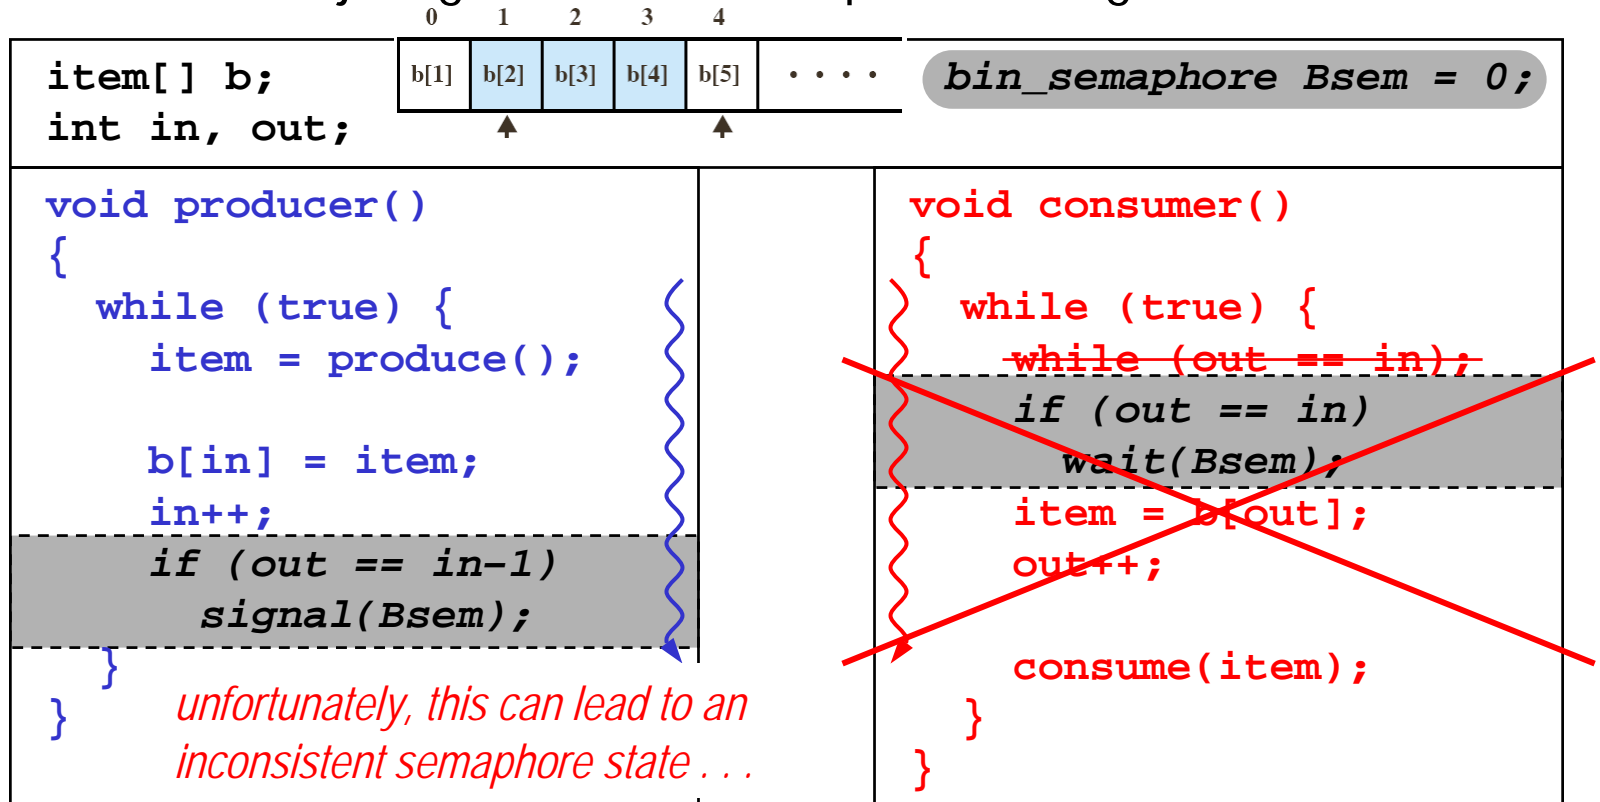 0 1 2 3 4
item[] b;
b[1] b[2] b[3] b[4] b[5] · · · ·
bin_semaphore Bsem = 0;
int in, out;
void producer()
{
while (true) {
item = produce();
b[in] = item;
in++;
if (out == in-1)
signal(Bsem);
}
}
unfortunately, this can lead to an
inconsistent semaphore state . . .
void consumer()
{
while (true) {
while (out == in);
if (out == in)
wait(Bsem);
item = b[out];
out++;
consume(item);
}
}